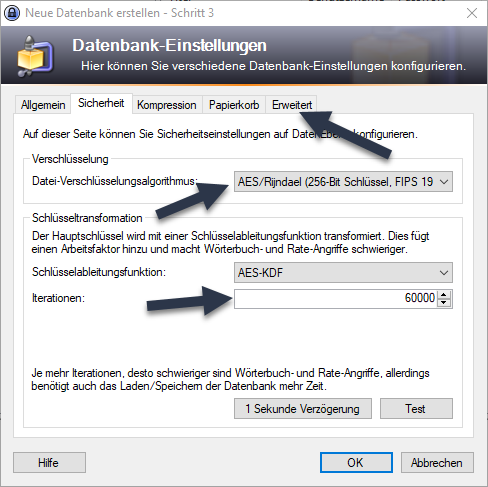 Neue Datenbank erstellen - Schritt 3
Datenbank-Einstellungen
Hier können Sie verschiedene Datenbank-Einstellungen konfigurieren.
Allgemein Sicherheit Kompression Papierkorb Erweitert
Auf dieser Seite können Sie Sicherheitseinstellungen auf Datei konfigurieren.
Verschlüsselung
Datei-Verschlüsselungsalgorithmus: AES/Rijndael (256-Bit Schlüssel, FIPS 19
Schlüsseltransfomation
Der Hauptschlüssel wird mit einer Schlüsselableitungsfunktion transformiert. Dies fügt
einen Arbeitsfaktor hinzu und macht Wörterbuch- und Rate-Angriffe schwieriger.
Schlüsselableitungsfunktion: AES-KDF
Iterationen: 60000
Je mehr Iterationen, desto schwieriger sind Wörterbuch- und Rate-Angriffe, allerdings
benötigt auch das Laden/Speichern der Datenbank mehr Zeit.
1 Sekunde Verzögerung Test
Hilfe OK Abbrechen